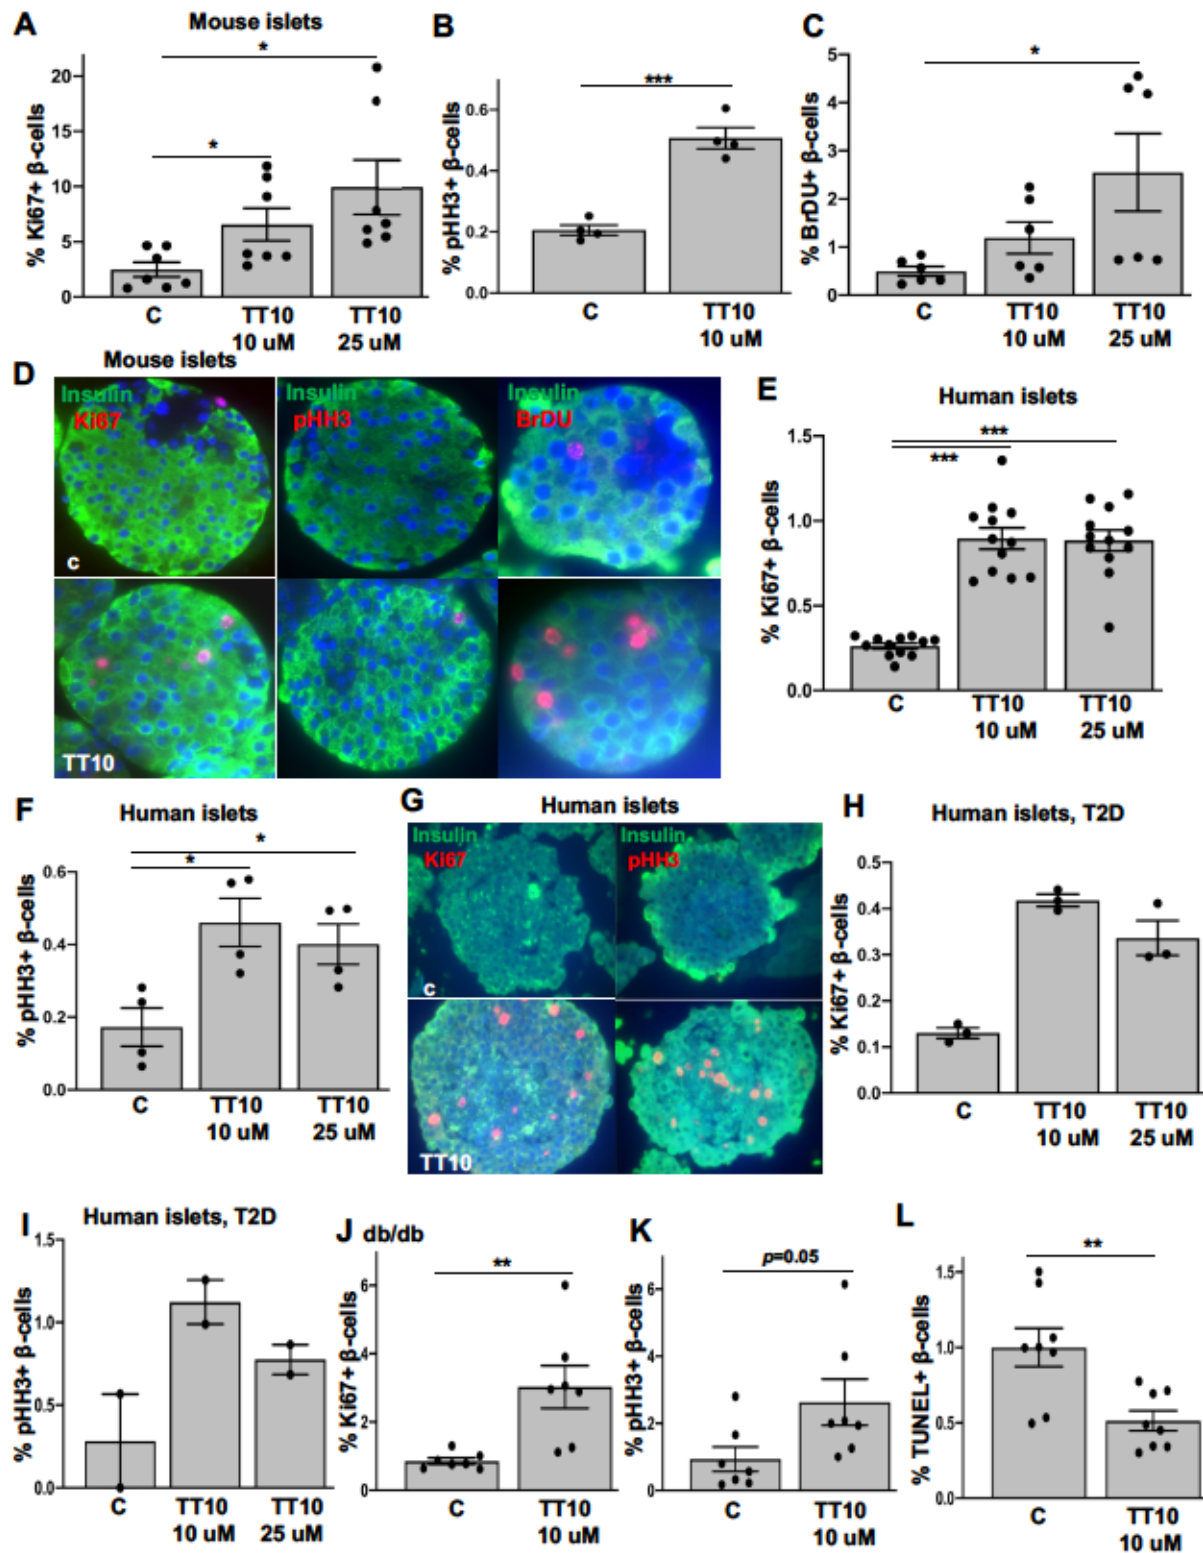 A
Mouse islets
*
*
% Ki67+ β-cells
20
15
10
5
0
C
TT10
10 uM
TT10
25 uM
B
***
% pHH3+ β-cells
0.6
0.4
0.2
0.0
C
TT10
10 uM
C
*
% BrDU+ β-cells
5
4
3
2
1
0
C
TT10
10 uM
TT10
25 uM
D
Mouse islets
Insulin
Ki67
Insulin
pHH3
Insulin
BrDU
C
TT10
E
Human islets
***
***
% Ki67+ β-cells
1.5
1.0
0.5
0.0
C
TT10
10 uM
TT10
25 uM
F
Human islets
*
*
% pHH3+ β-cells
0.6
0.4
0.2
0.0
C
TT10
10 uM
TT10
25 uM
G
Human islets
Insulin
Ki67
Insulin
pHH3
C
TT10
H
Human islets, T2D
% Ki67+ β-cells
0.5
0.4
0.3
0.2
0.1
0.0
C
TT10
10 uM
TT10
25 uM
I
Human islets, T2D
% pHH3+ β-cells
1.5
1.0
0.5
0.0
C
TT10
10 uM
TT10
25 uM
J
db/db
**
% Ki67+ β-cells
6
4
2
0
C
TT10
10 uM
K
p=0.05
% pHH3+ β-cells
6
4
2
0
C
TT10
10 uM
L
**
% TUNEL+ β-cells
1.5
1.0
0.5
0.0
C
TT10
10 uM